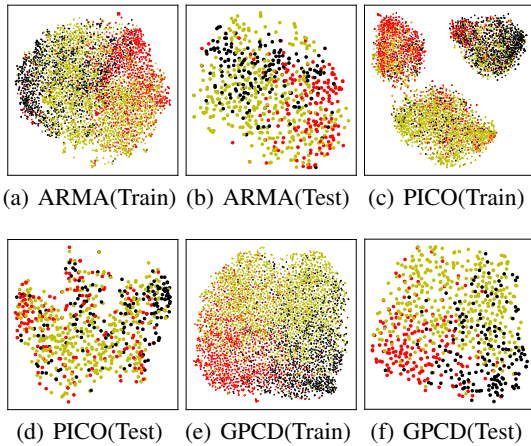 (a) ARMA(Train) (b) ARMA(Test) (c) PICO(Train)
(d) PICO(Test) (e) GPCD(Train) (f) GPCD(Test)